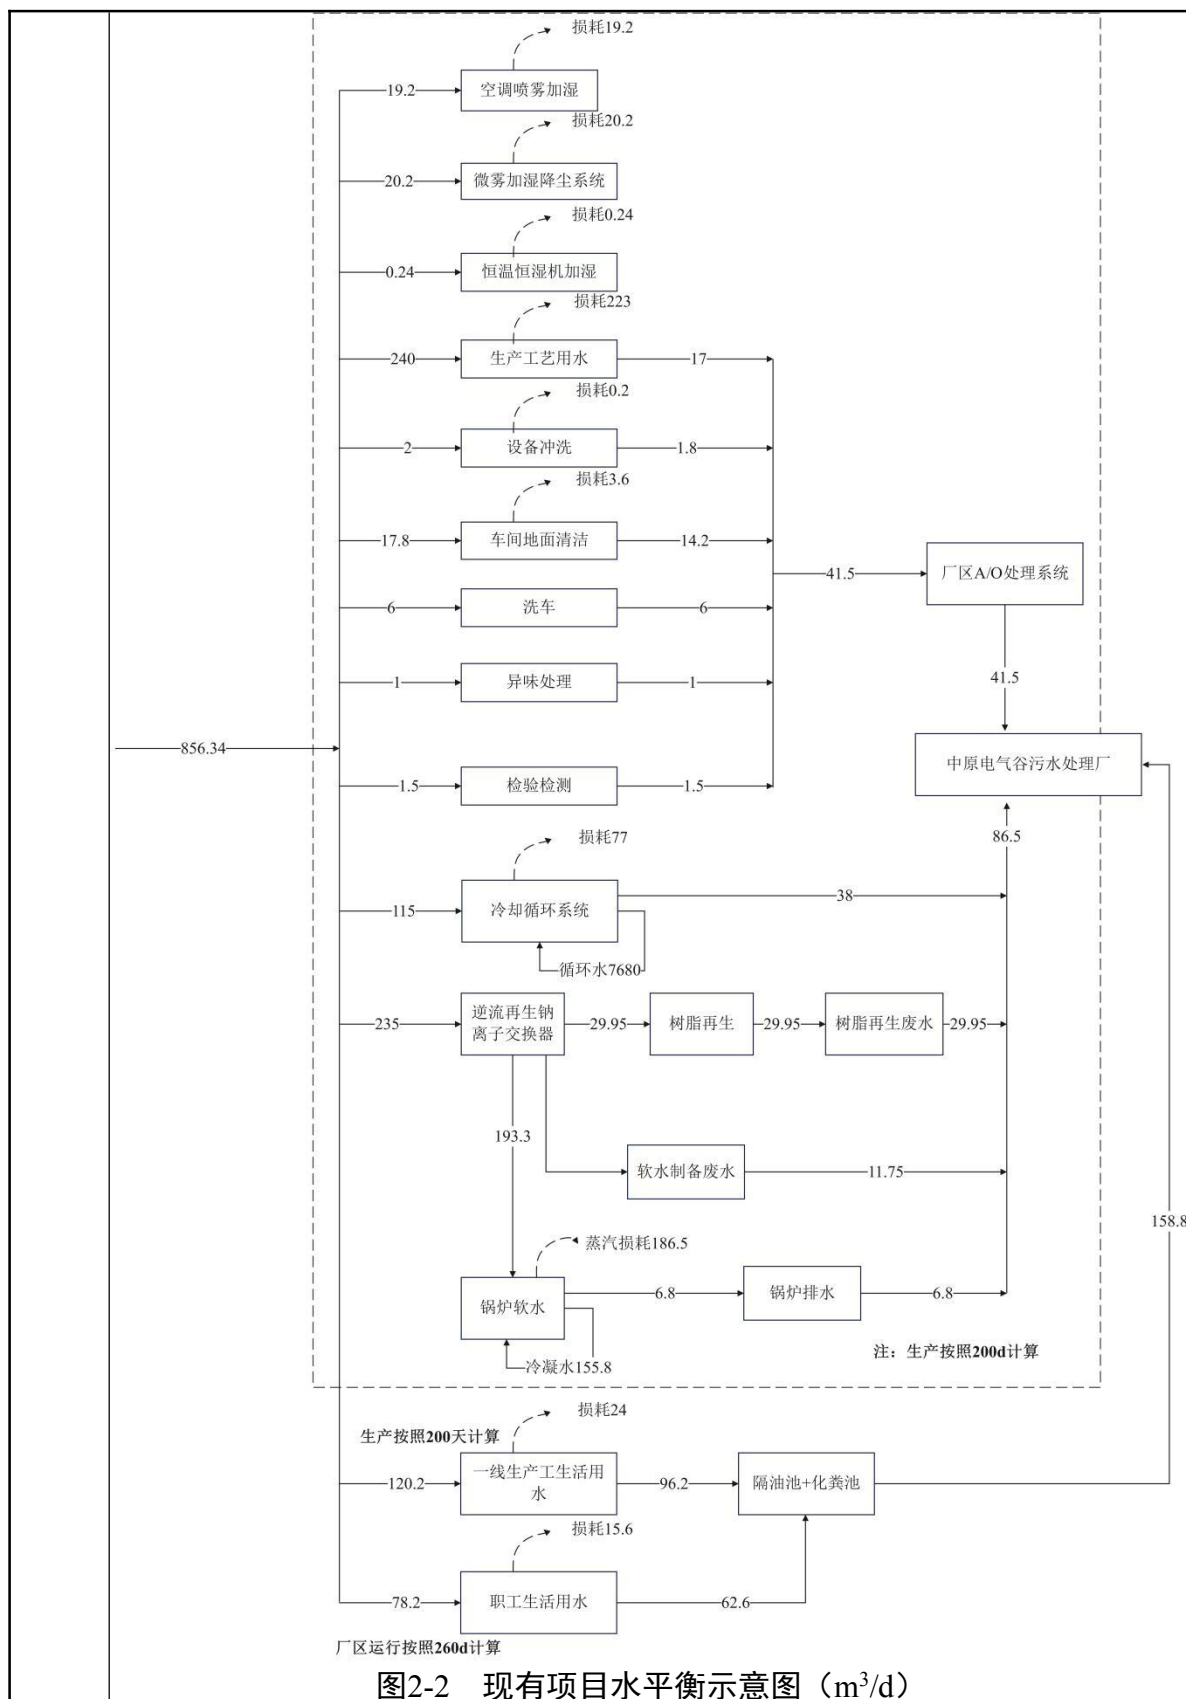 损耗19.2
19.2
空调喷雾加湿
损耗20.2
20.2
微雾加湿降尘系统
损耗0.24
0.24
恒温恒湿机加湿
损耗223
240
生产工艺用水
17
损耗0.2
2
设备冲洗
1.8
损耗3.6
17.8
车间地面清洁
14.2
41.5
厂区A/O处理系统
6
洗车
6
1
异味处理
1
41.5
856.34
中原电气谷污水处理厂
1.5
检验检测
1.5
86.5
损耗77
115
冷却循环系统
38
循环水7680
235
逆流再生钠
离子交换器
29.95
树脂再生
29.95
树脂再生废水
29.95
193.3
软水制备废水
11.75
158.8
蒸汽损耗186.5
锅炉软水
6.8
锅炉排水
6.8
冷凝水155.8
注：生产按照200d计算
损耗24
生产按照200天计算
120.2
一线生产工生活用
水
96.2
隔油池+化粪池
损耗15.6
78.2
职工生活用水
62.6
厂区运行按照260d计算
图2-2 现有项目水平衡示意图（m³/d）